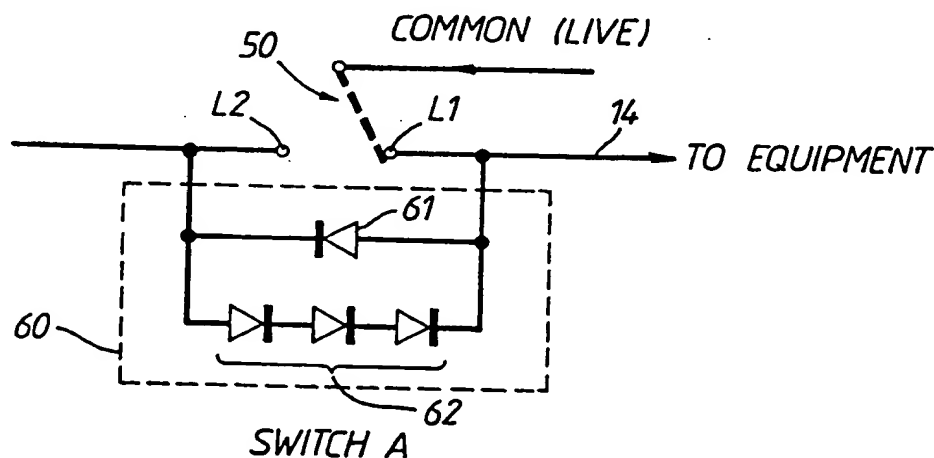 COMMON (LIVE)
50
L2
L1
14
TO EQUIPMENT
61
60
62
SWITCH A